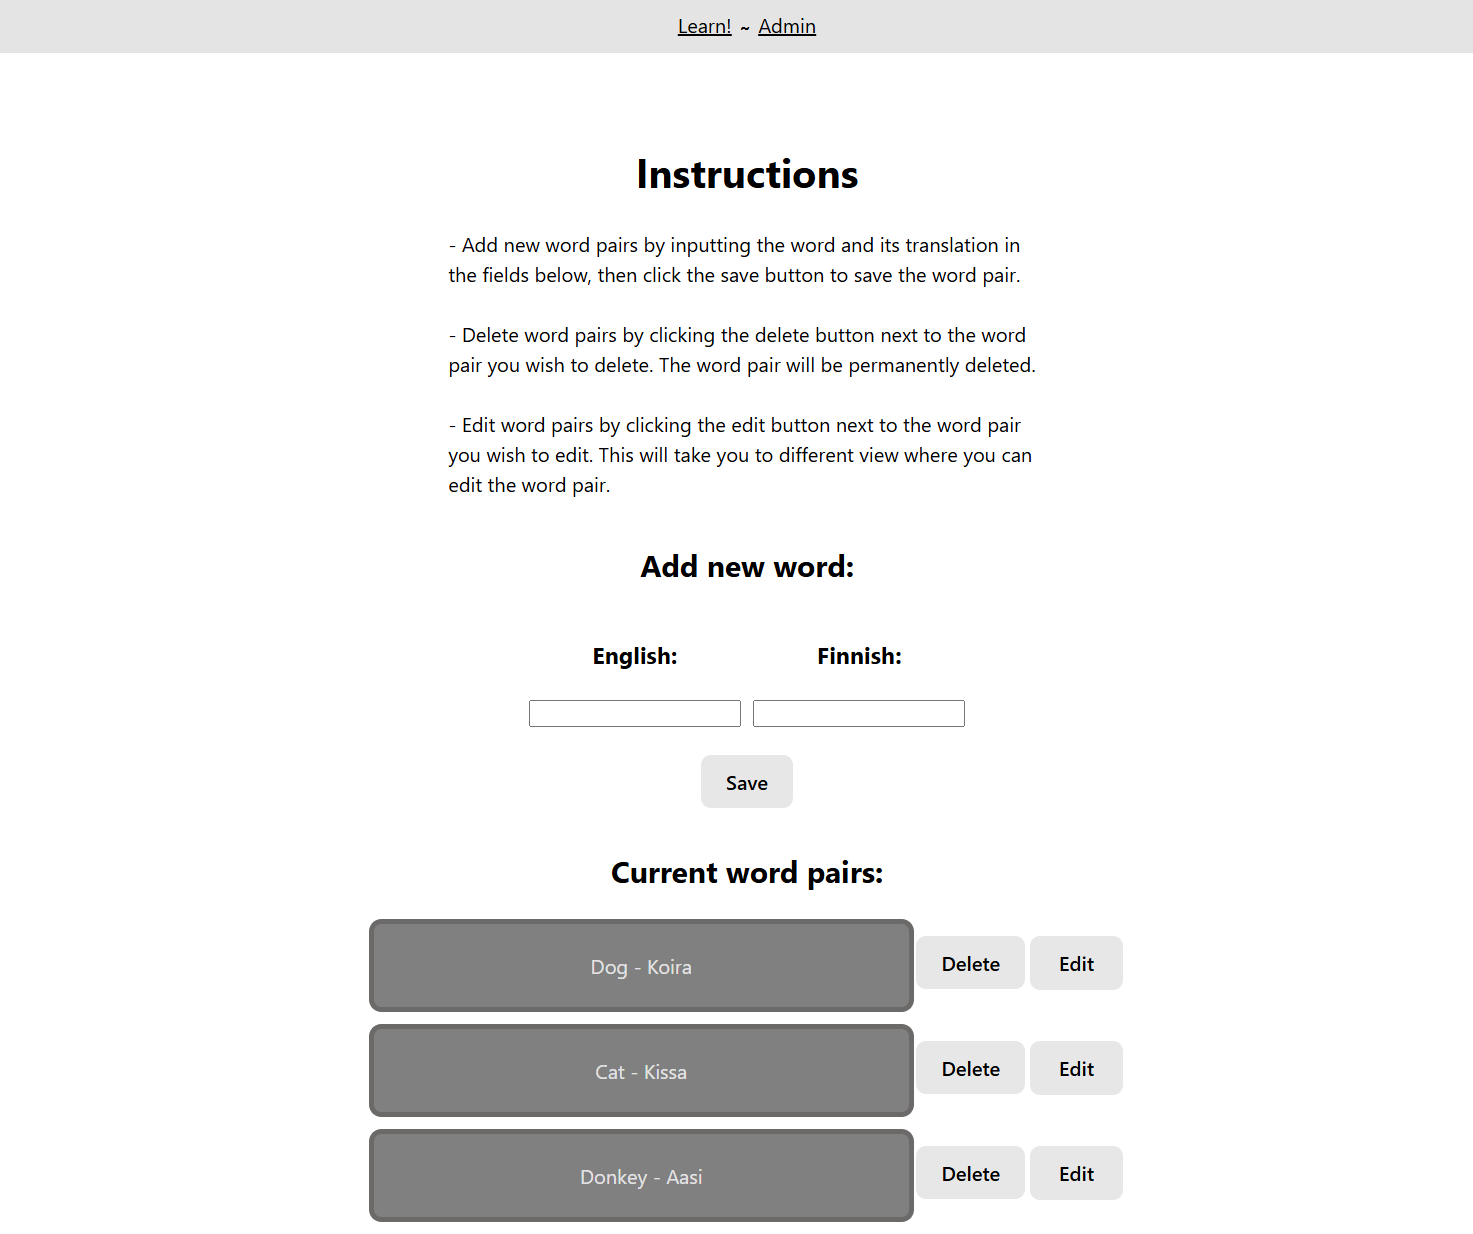 Learn! ~ Admin
Instructions
- Add new word pairs by inputting the word and its translation in
the fields below, then click the save button to save the word pair.
- Delete word pairs by clicking the delete button next to the word
pair you wish to delete. The word pair will be permanently deleted.
- Edit word pairs by clicking the edit button next to the word pair
you wish to edit. This will take you to different view where you can
edit the word pair.
Add new word:
English: Finnish:
Save
Current word pairs:
Dog - Koira Delete Edit
Cat - Kissa Delete Edit
Donkey - Aasi Delete Edit